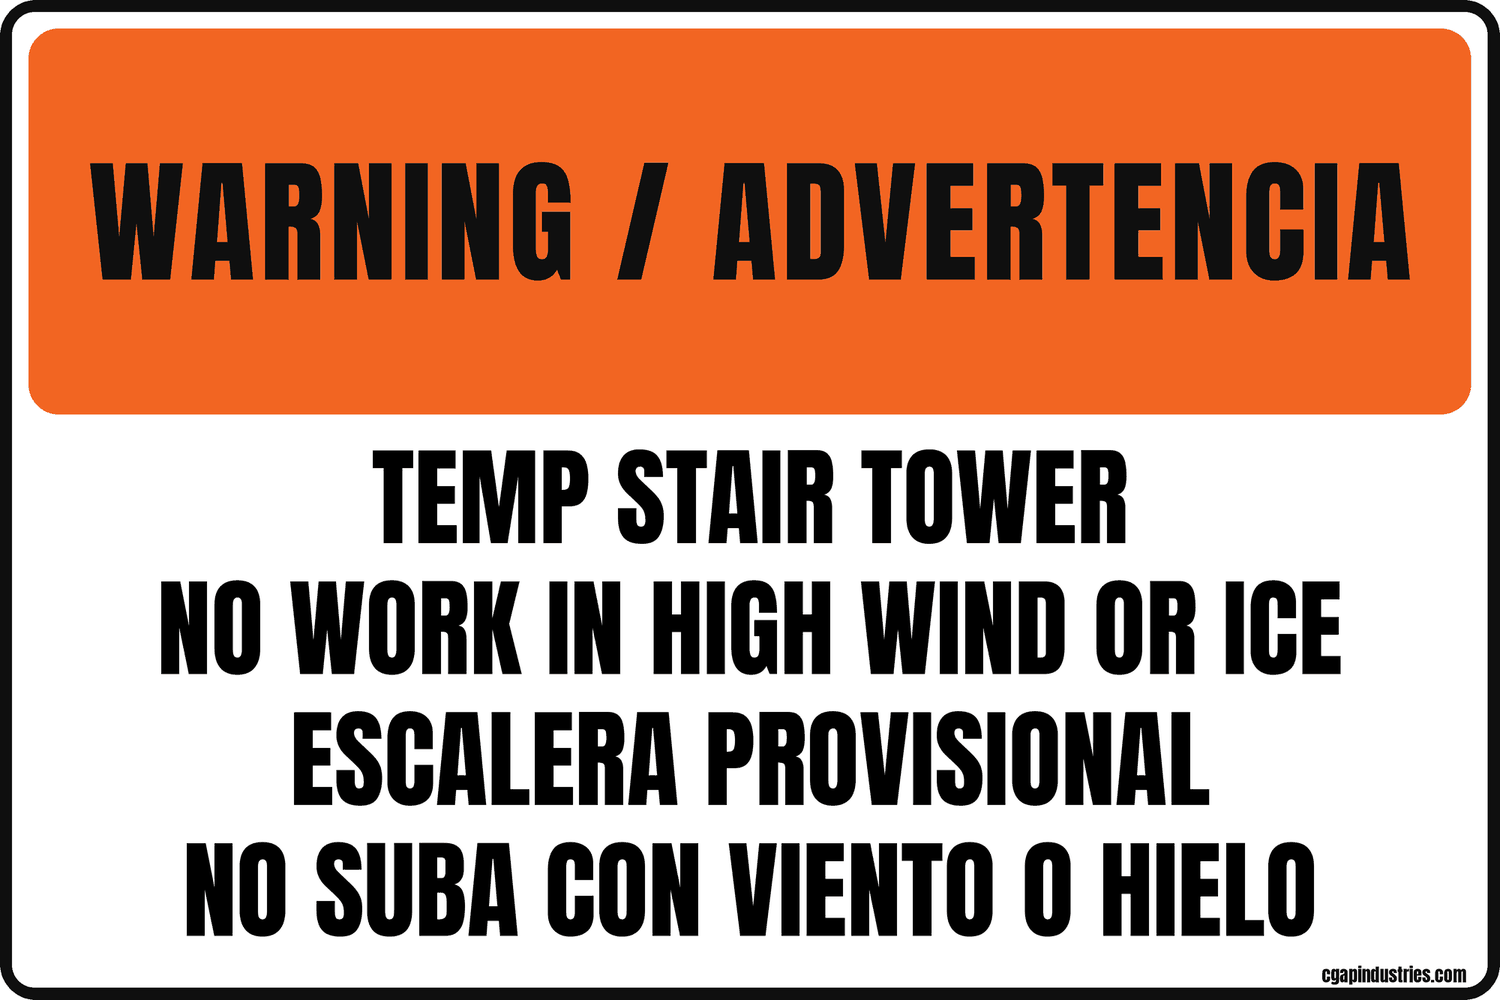 WARNING / ADVERTENCIA
TEMP STAIR TOWER
NO WORK IN HIGH WIND OR ICE
ESCALERA PROVISIONAL
NO SUBA CON VIENTO O HIELO
cgapindustries.com